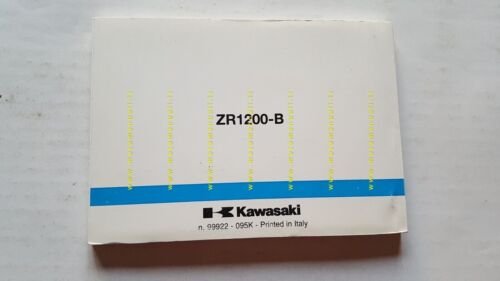 ZR1200-B
Kawasaki
n. 99922 - 095K - Printed in Italy